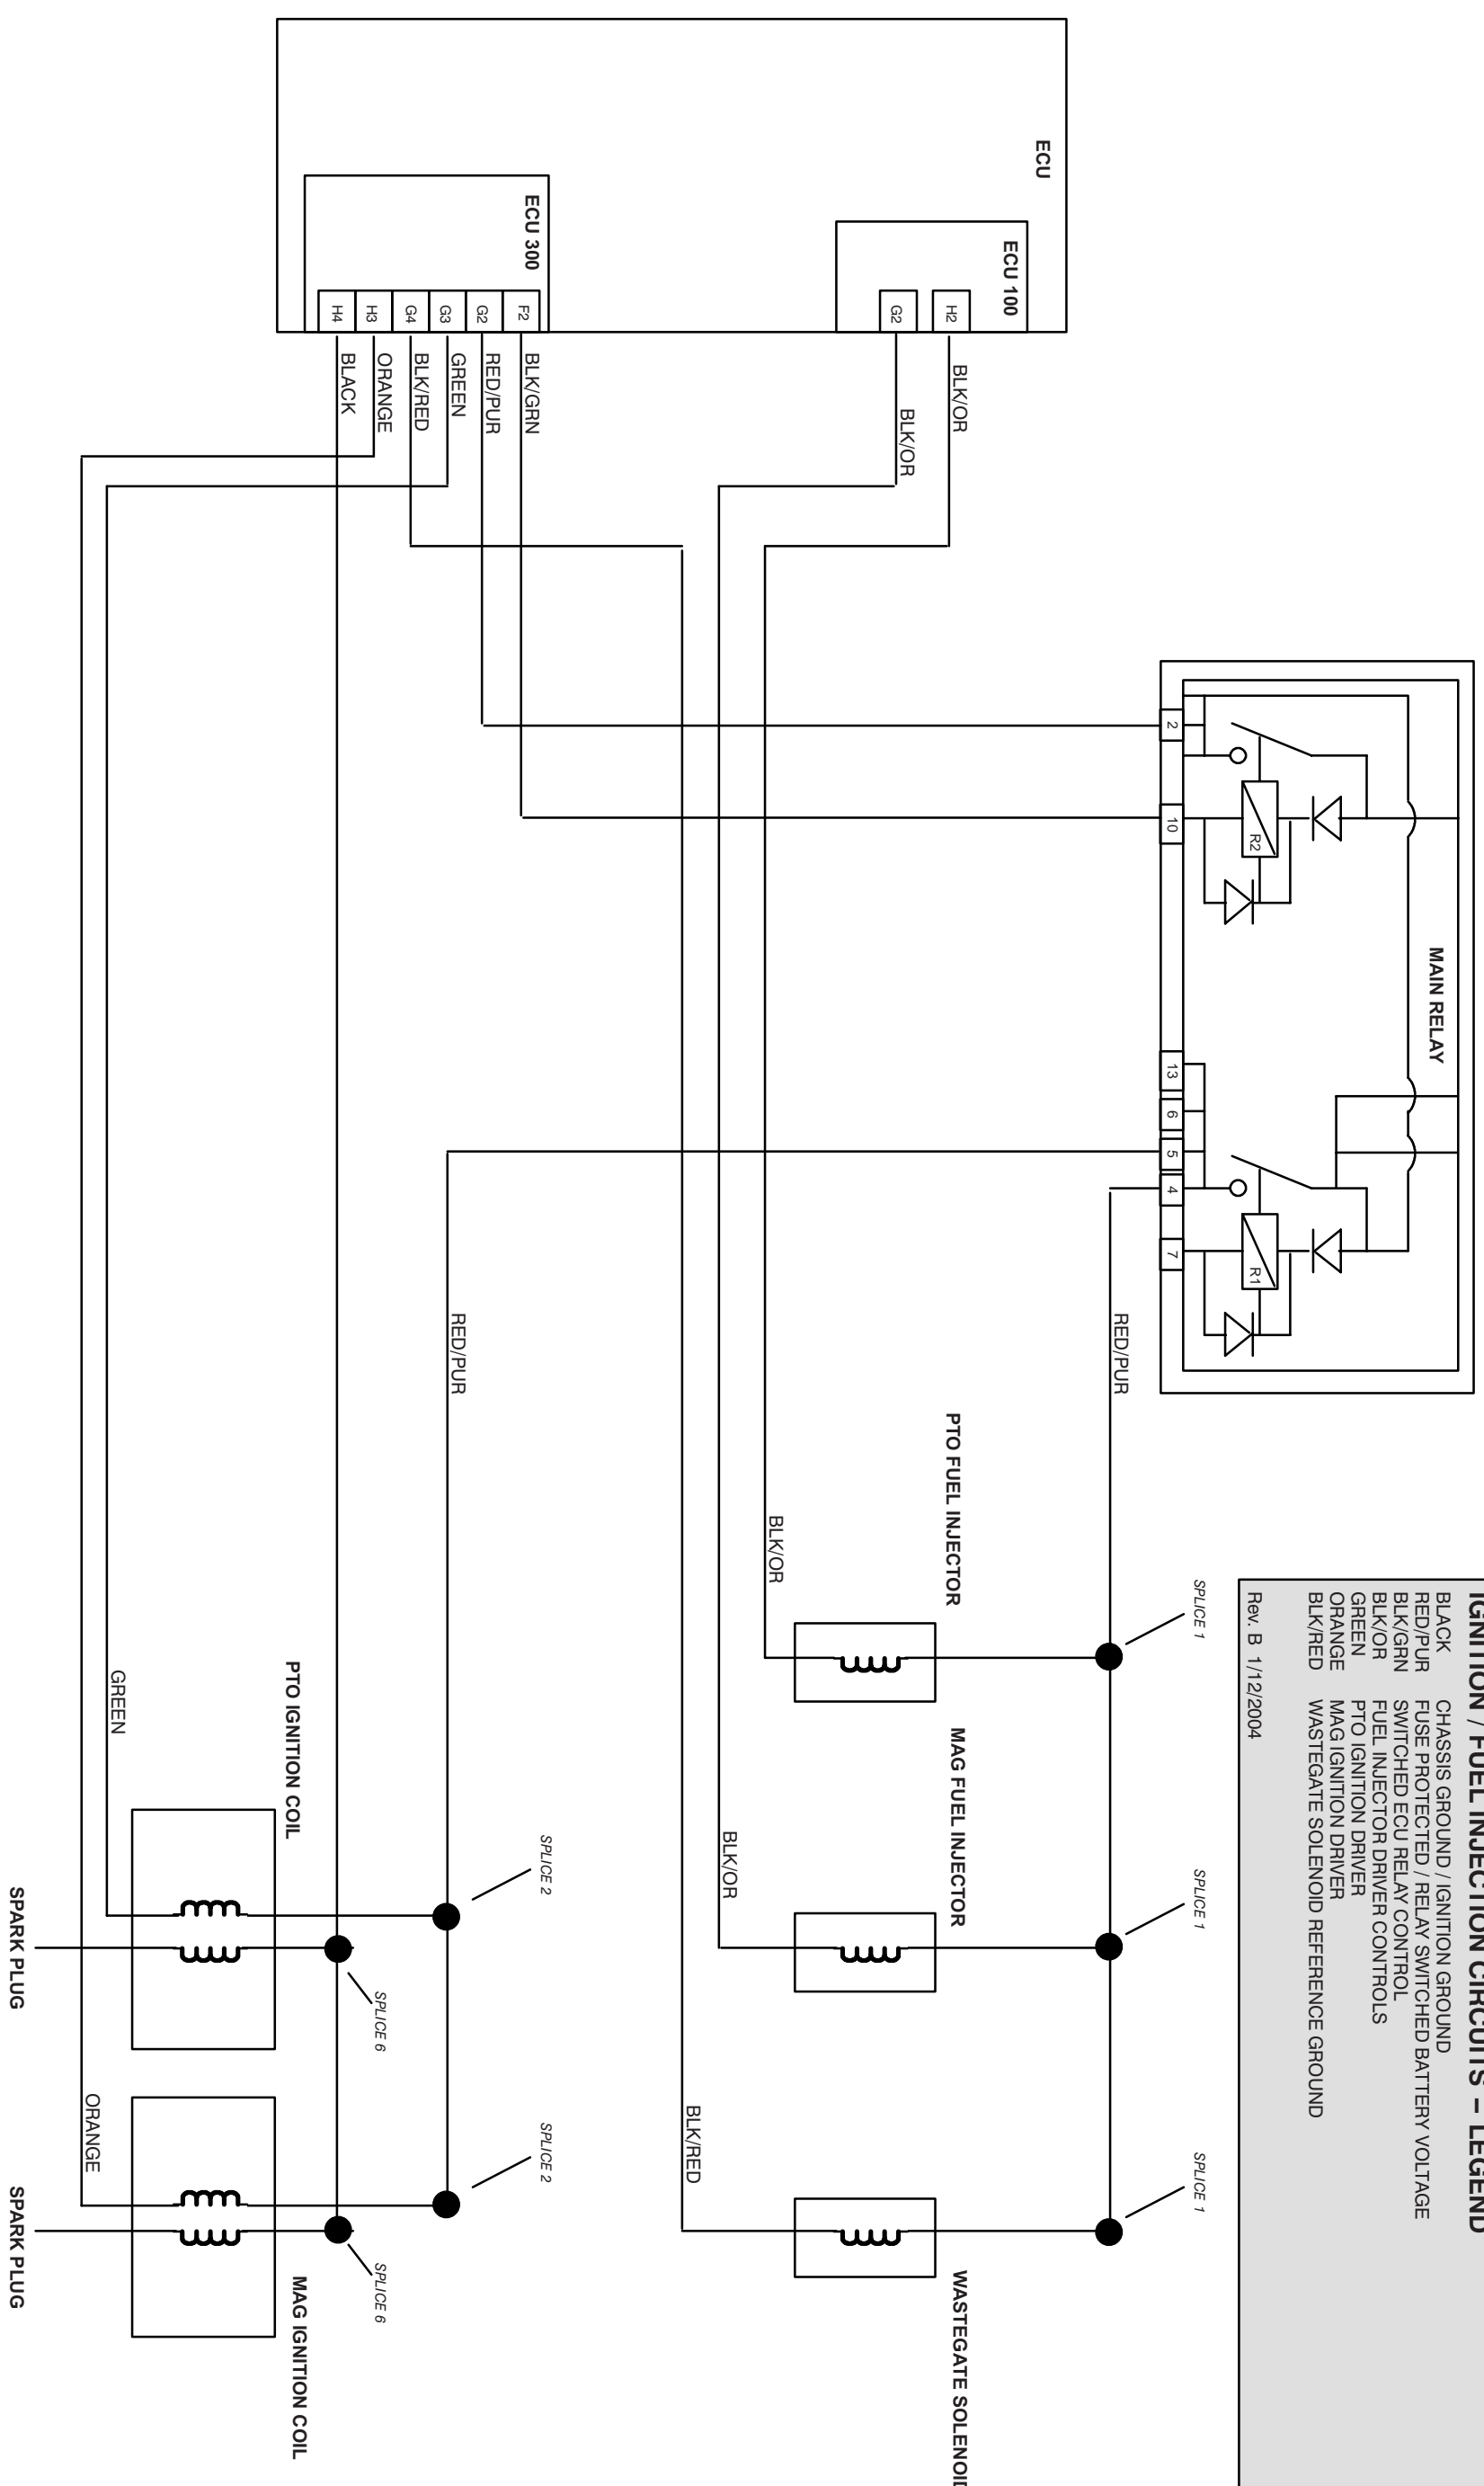 IGNITION / FUEL INJECTION CIRCUITS – LEGEND
BLACK CHASSIS GROUND / IGNITION GROUND
RED/PUR FUSE PROTECTED / RELAY SWITCHED BATTERY VOLTAGE
BLK/GRN SWITCHED ECU RELAY CONTROL
BLK/OR FUEL INJECTOR DRIVER CONTROLS
GREEN PTO IGNITION DRIVER
ORANGE MAG IGNITION DRIVER
BLK/RED WASTEGATE SOLENOID REFERENCE GROUND
Rev. B 1/12/2004
MAIN RELAY
R2
R1
2
10
13
6
5
4
7
ECU
ECU 100
H2
G2
BLK/OR
BLK/OR
ECU 300
F2
G2
G3
G4
H3
H4
BLK/GRN
RED/PUR
GREEN
BLK/RED
ORANGE
BLACK
RED/PUR
RED/PUR
SPLICE 1
SPLICE 1
SPLICE 1
PTO FUEL INJECTOR
MAG FUEL INJECTOR
WASTEGATE SOLENOID
BLK/OR
BLK/OR
BLK/RED
SPLICE 2
SPLICE 2
SPLICE 6
SPLICE 6
PTO IGNITION COIL
MAG IGNITION COIL
GREEN
ORANGE
SPARK PLUG
SPARK PLUG